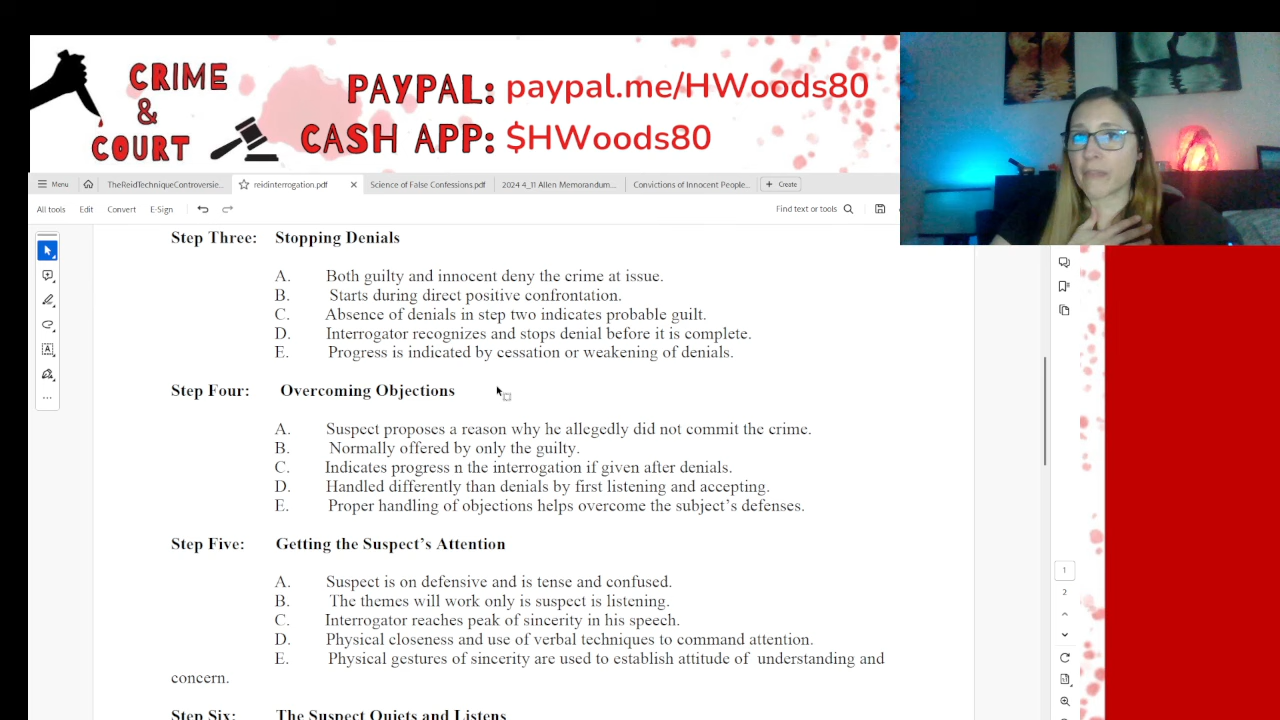 CRIME
&
COURT
PAYPAL: paypal.me/HWoods80
CASH APP: $HWoods80
Menu TheReidTechniqueControversie... reidinterrogation.pdf Science of False Confessions.pdf 2024 4_11 Allen Memorandum... Convictions of Innocent People... + Create
All tools Edit Convert E-Sign Find text or tools
Step Three: Stopping Denials
A. Both guilty and innocent deny the crime at issue.
B. Starts during direct positive confrontation.
C. Absence of denials in step two indicates probable guilt.
D. Interrogator recognizes and stops denial before it is complete.
E. Progress is indicated by cessation or weakening of denials.
Step Four: Overcoming Objections
A. Suspect proposes a reason why he allegedly did not commit the crime.
B. Normally offered by only the guilty.
C. Indicates progress n the interrogation if given after denials.
D. Handled differently than denials by first listening and accepting.
E. Proper handling of objections helps overcome the subject's defenses.
Step Five: Getting the Suspect's Attention
A. Suspect is on defensive and is tense and confused.
B. The themes will work only is suspect is listening.
C. Interrogator reaches peak of sincerity in his speech.
D. Physical closeness and use of verbal techniques to command attention.
E. Physical gestures of sincerity are used to establish attitude of understanding and
concern.
Step Six: The Suspect Quiets and Listens
1
2